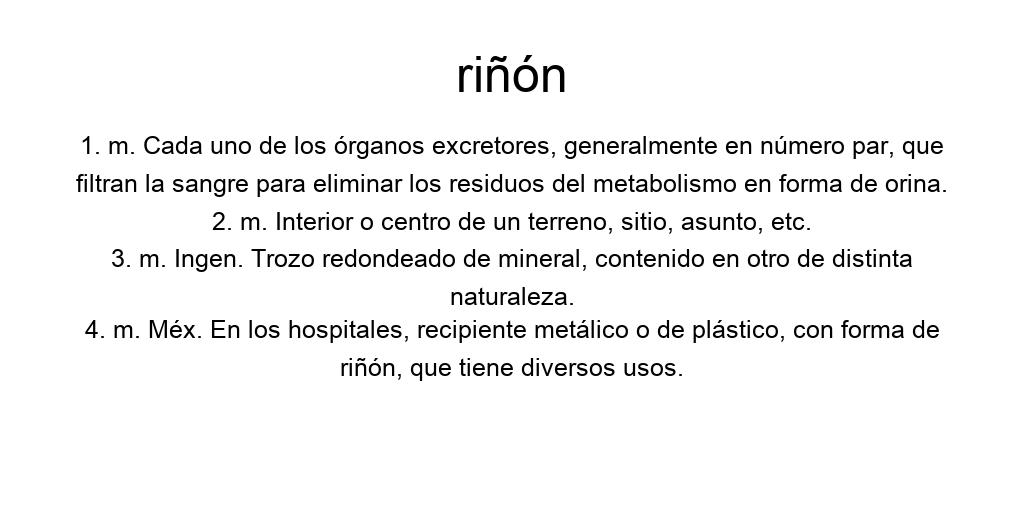 riñón
1. m. Cada uno de los órganos excretores, generalmente en número par, que
filtran la sangre para eliminar los residuos del metabolismo en forma de orina.
2. m. Interior o centro de un terreno, sitio, asunto, etc.
3. m. Ingen. Trozo redondeado de mineral, contenido en otro de distinta
naturaleza.
4. m. Méx. En los hospitales, recipiente metálico o de plástico, con forma de
riñón, que tiene diversos usos.